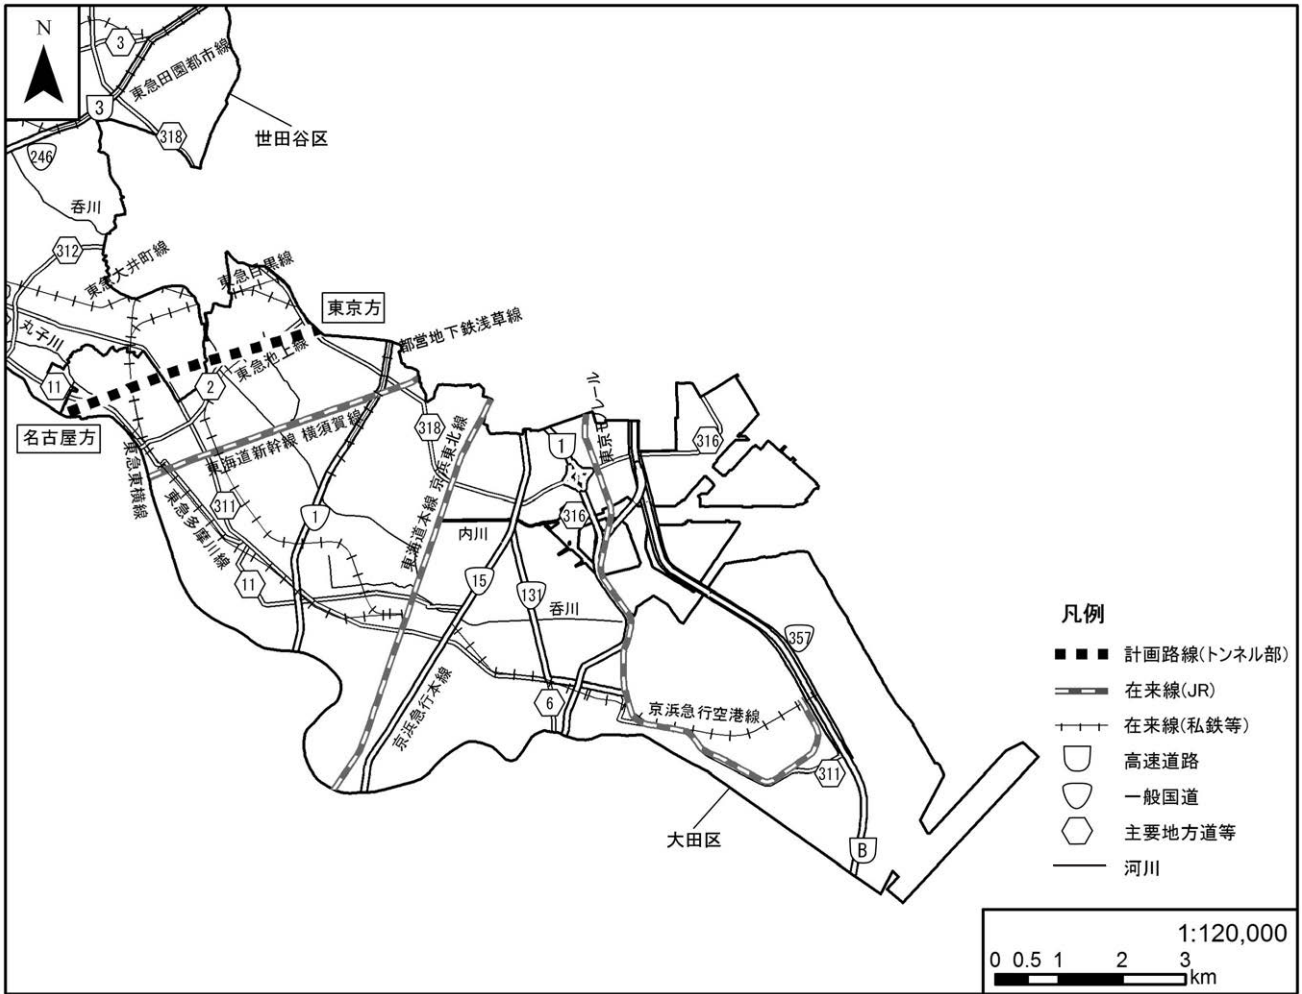 N
3
東急田園都市線
3
318
世田谷区
246
呑川
312
東急大井町線
東急目黒線
東京方
丸子川
都営地下鉄浅草線
東急池上線
11
2
名古屋方
東海道新幹線 横須賀線
東急東横線
318
1
東京モノレール
316
東急多摩川線
311
1
東海道本線 京浜東北線
316
内川
11
15
131
呑川
357
6
京浜急行本線
京浜急行空港線
311
大田区
B
凡例
計画路線(トンネル部)
在来線(JR)
在来線(私鉄等)
高速道路
一般国道
主要地方道等
河川
1:120,000
0 0.5 1 2 3
km